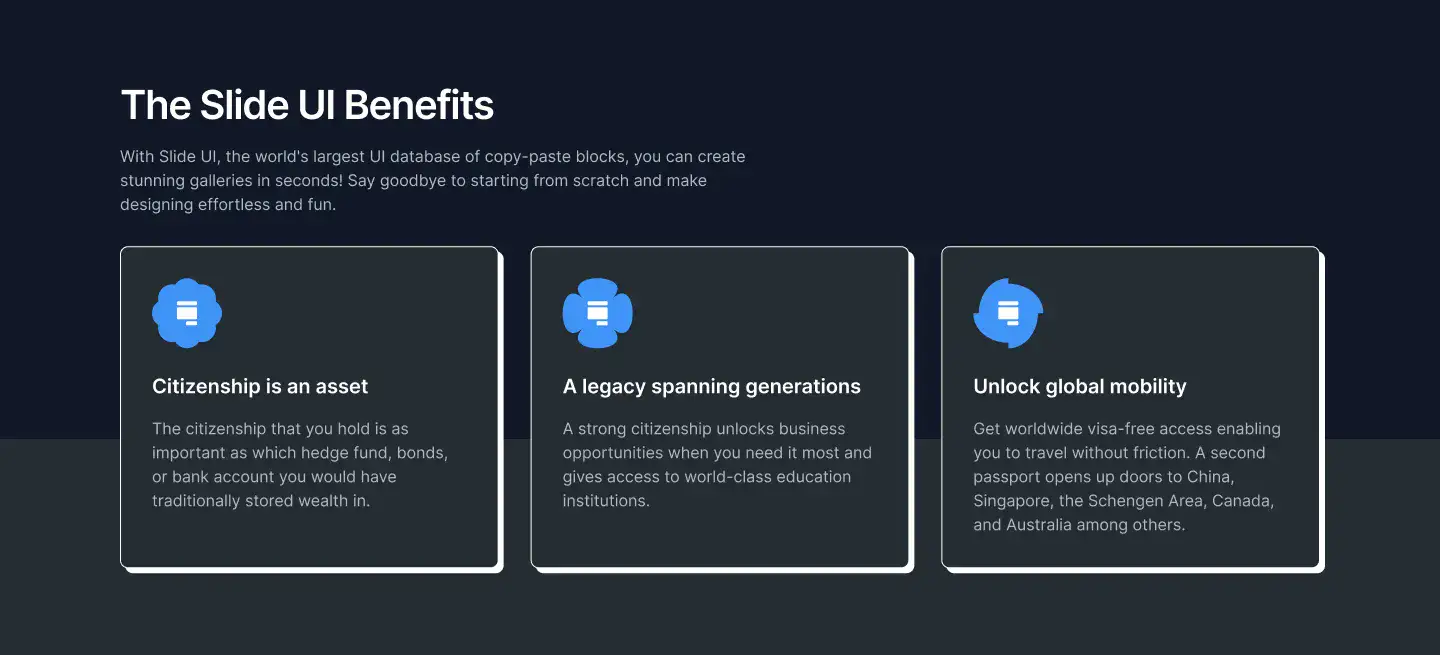 The Slide UI Benefits
With Slide UI, the world's largest UI database of copy-paste blocks, you can create
stunning galleries in seconds! Say goodbye to starting from scratch and make
designing effortless and fun.
Citizenship is an asset
The citizenship that you hold is as
important as which hedge fund, bonds,
or bank account you would have
traditionally stored wealth in.
A legacy spanning generations
A strong citizenship unlocks business
opportunities when you need it most and
gives access to world-class education
institutions.
Unlock global mobility
Get worldwide visa-free access enabling
you to travel without friction. A second
passport opens up doors to China,
Singapore, the Schengen Area, Canada,
and Australia among others.